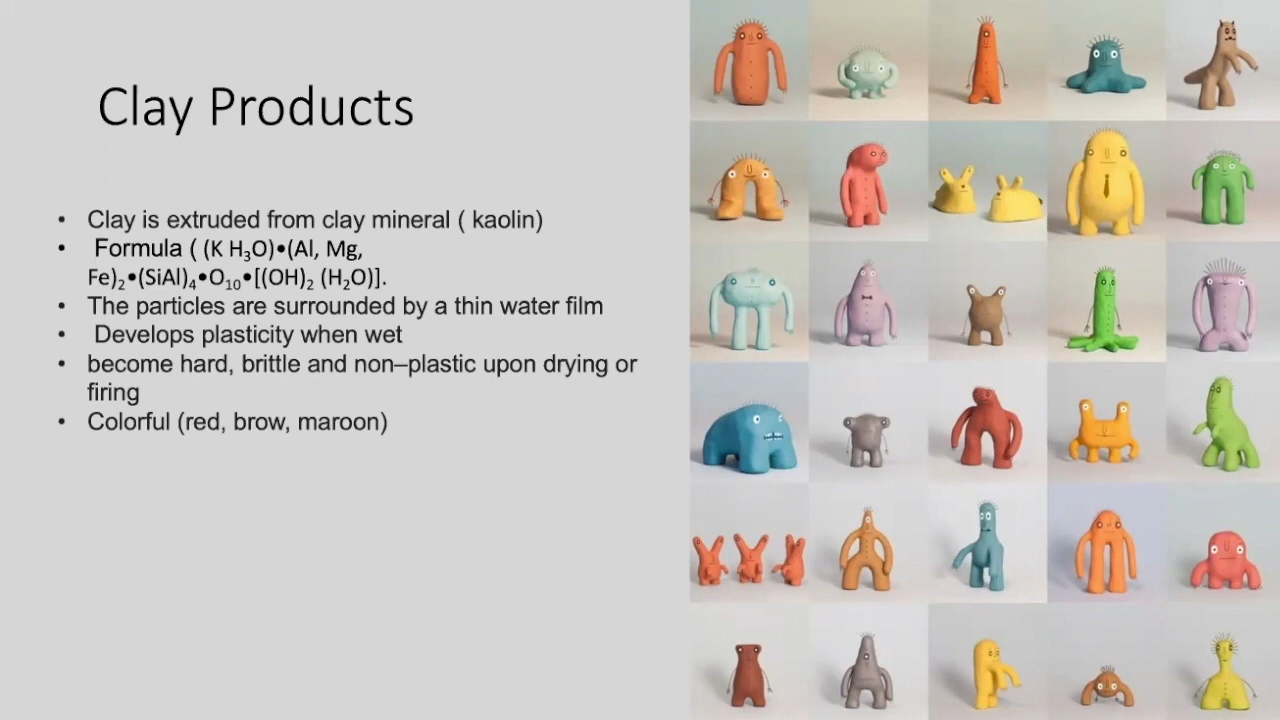 Clay Products
• Clay is extruded from clay mineral ( kaolin)
• Formula ( (K H₃O)•(Al, Mg,
Fe)₂•(SiAl)₄•O₁₀•[(OH)₂ (H₂O)].
• The particles are surrounded by a thin water film
• Develops plasticity when wet
• become hard, brittle and non–plastic upon drying or
firing
• Colorful (red, brow, maroon)